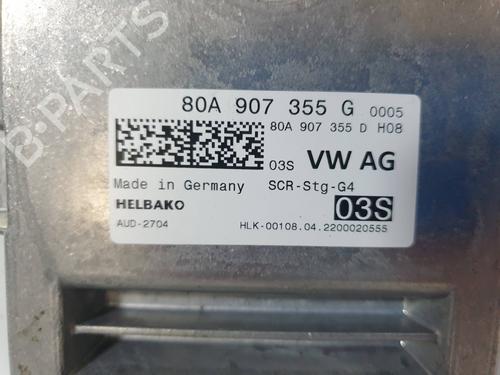 B-PARTS
80A 907 355 G 0005
80A 907 355 D H08
03S VW AG
Made in Germany SCR-Stg-G4
HELBAKO 03S
AUD-2704 HLK-00108.04.2200020555